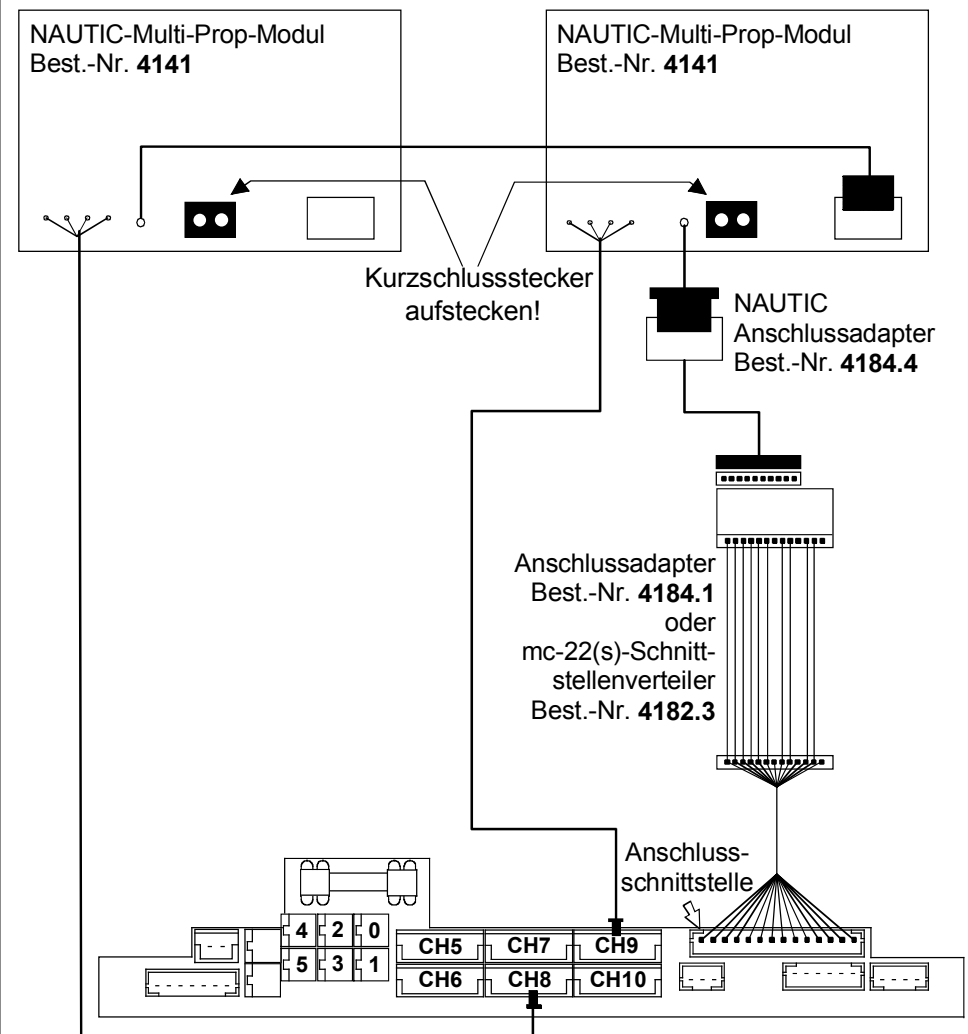 NAUTIC-Multi-Prop-Modul
Best.-Nr. 4141
NAUTIC-Multi-Prop-Modul
Best.-Nr. 4141
Kurzschlussstecker
aufstecken!
NAUTIC
Anschlussadapter
Best.-Nr. 4184.4
Anschlussadapter
Best.-Nr. 4184.1
oder
mc-22(s)-Schnitt-
stellenverteiler
Best.-Nr. 4182.3
Anschluss-
schnittstelle
4 2 0
5 3 1
CH5 CH7 CH9
CH6 CH8 CH10